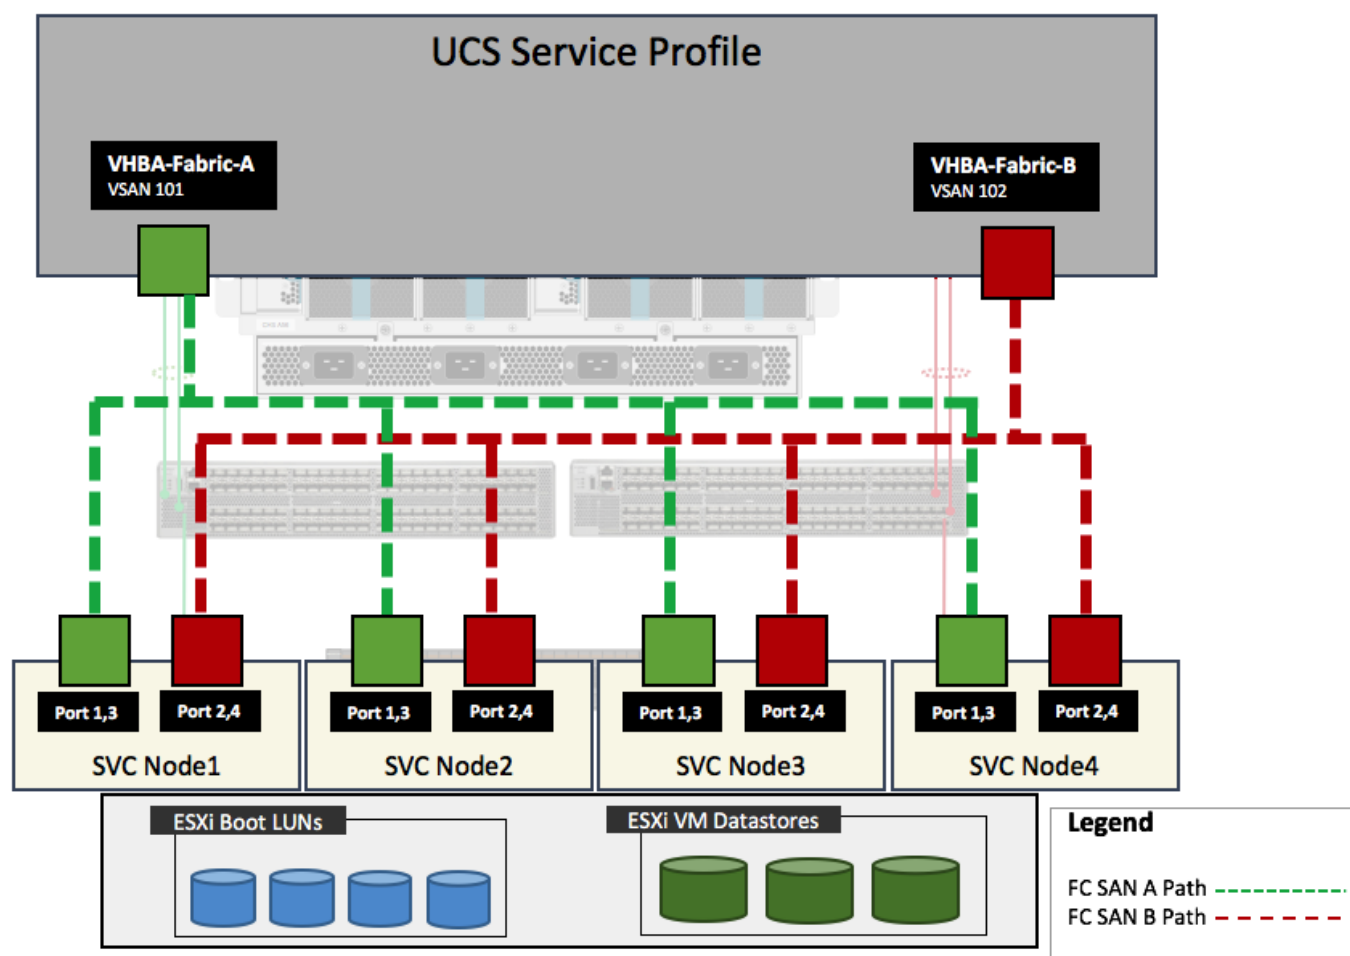 UCS Service Profile
VHBA-Fabric-A
VSAN 101
VHBA-Fabric-B
VSAN 102
Port 1,3
Port 2,4
Port 1,3
Port 2,4
Port 1,3
Port 2,4
Port 1,3
Port 2,4
SVC Node1
SVC Node2
SVC Node3
SVC Node4
ESXi Boot LUNs
ESXi VM Datastores
Legend
FC SAN A Path
FC SAN B Path